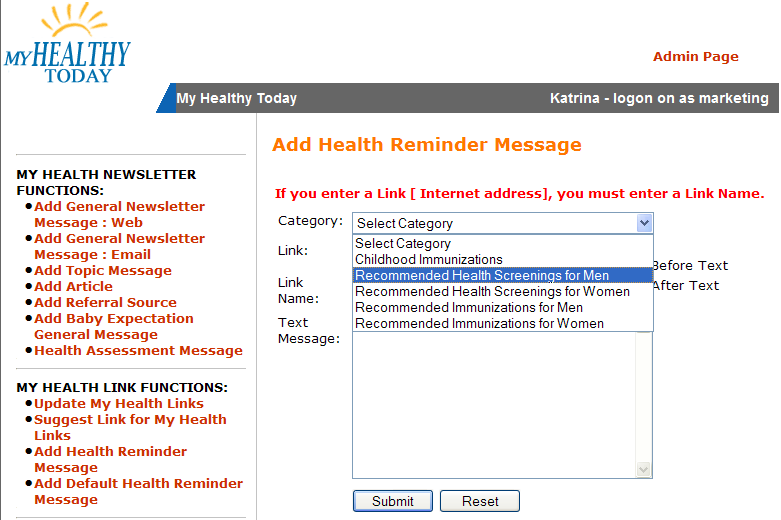 MY HEALTHY
TODAY
Admin Page
My Healthy Today
Katrina - logon on as marketing
MY HEALTH NEWSLETTER
FUNCTIONS:
Add General Newsletter
Message : Web
Add General Newsletter
Message : Email
Add Topic Message
Add Article
Add Referral Source
Add Baby Expectation
General Message
Health Assessment Message
MY HEALTH LINK FUNCTIONS:
Update My Health Links
Suggest Link for My Health
Links
Add Health Reminder
Message
Add Default Health Reminder
Message
Add Health Reminder Message
If you enter a Link [ Internet address], you must enter a Link Name.
Category:
Select Category
Select Category
Childhood Immunizations
Recommended Health Screenings for Men
Recommended Health Screenings for Women
Recommended Immunizations for Men
Recommended Immunizations for Women
Link:
Before Text
After Text
Link
Name:
Text
Message:
Submit
Reset